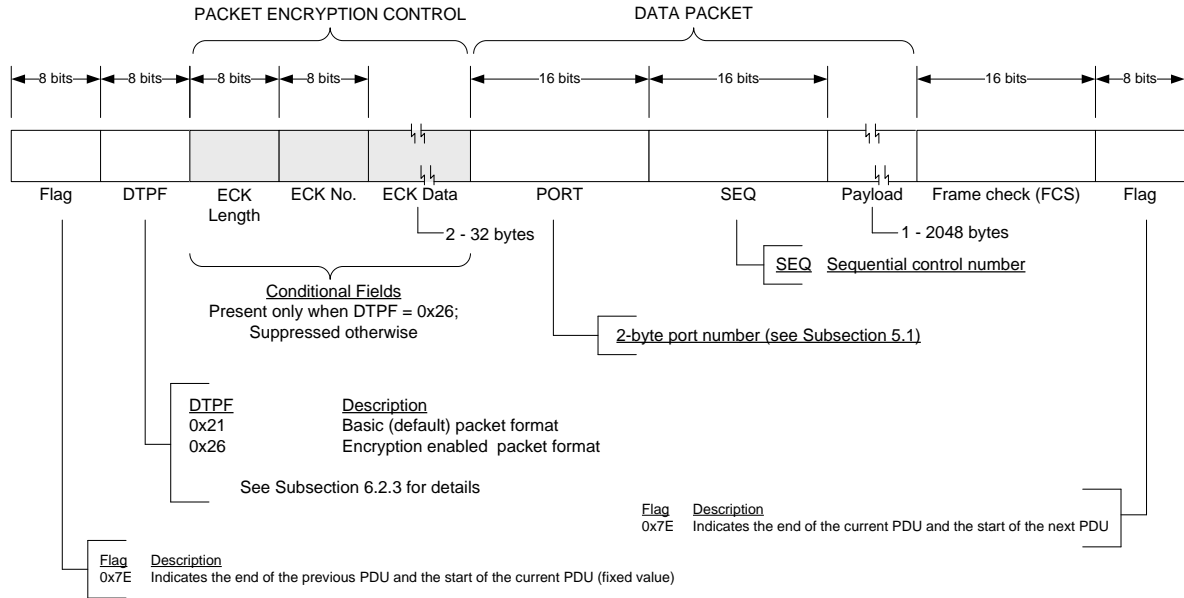 PACKET ENCRYPTION CONTROL
DATA PACKET
8 bits
8 bits
8 bits
8 bits
16 bits
16 bits
16 bits
8 bits
Flag
DTPF
ECK
Length
ECK No.
ECK Data
PORT
SEQ
Payload
Frame check (FCS)
Flag
2 - 32 bytes
1 - 2048 bytes
SEQ Sequential control number
Conditional Fields
Present only when DTPF = 0x26;
Suppressed otherwise
2-byte port number (see Subsection 5.1)
DTPF Description
0x21 Basic (default) packet format
0x26 Encryption enabled packet format
See Subsection 6.2.3 for details
Flag Description
0x7E Indicates the end of the current PDU and the start of the next PDU
Flag Description
0x7E Indicates the end of the previous PDU and the start of the current PDU (fixed value)